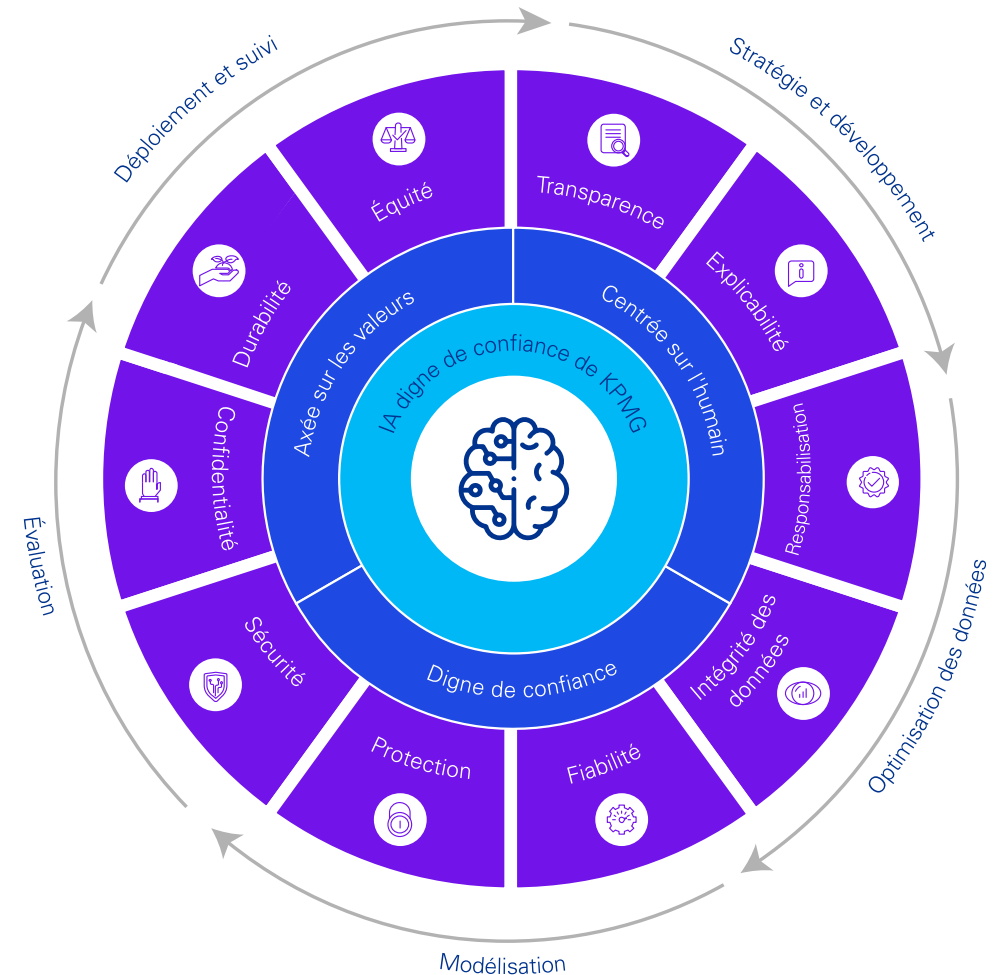 Stratégie et développement
Optimisation des données
Modélisation
Évaluation
Déploiement et suivi
Transparence
Explicabilité
Responsabilisation
Intégrité des
données
Fiabilité
Protection
Sécurité
Confidentialité
Durabilité
Équité
Centrée sur l'humain
Digne de confiance
Axée sur les valeurs
IA digne de confiance de KPMG